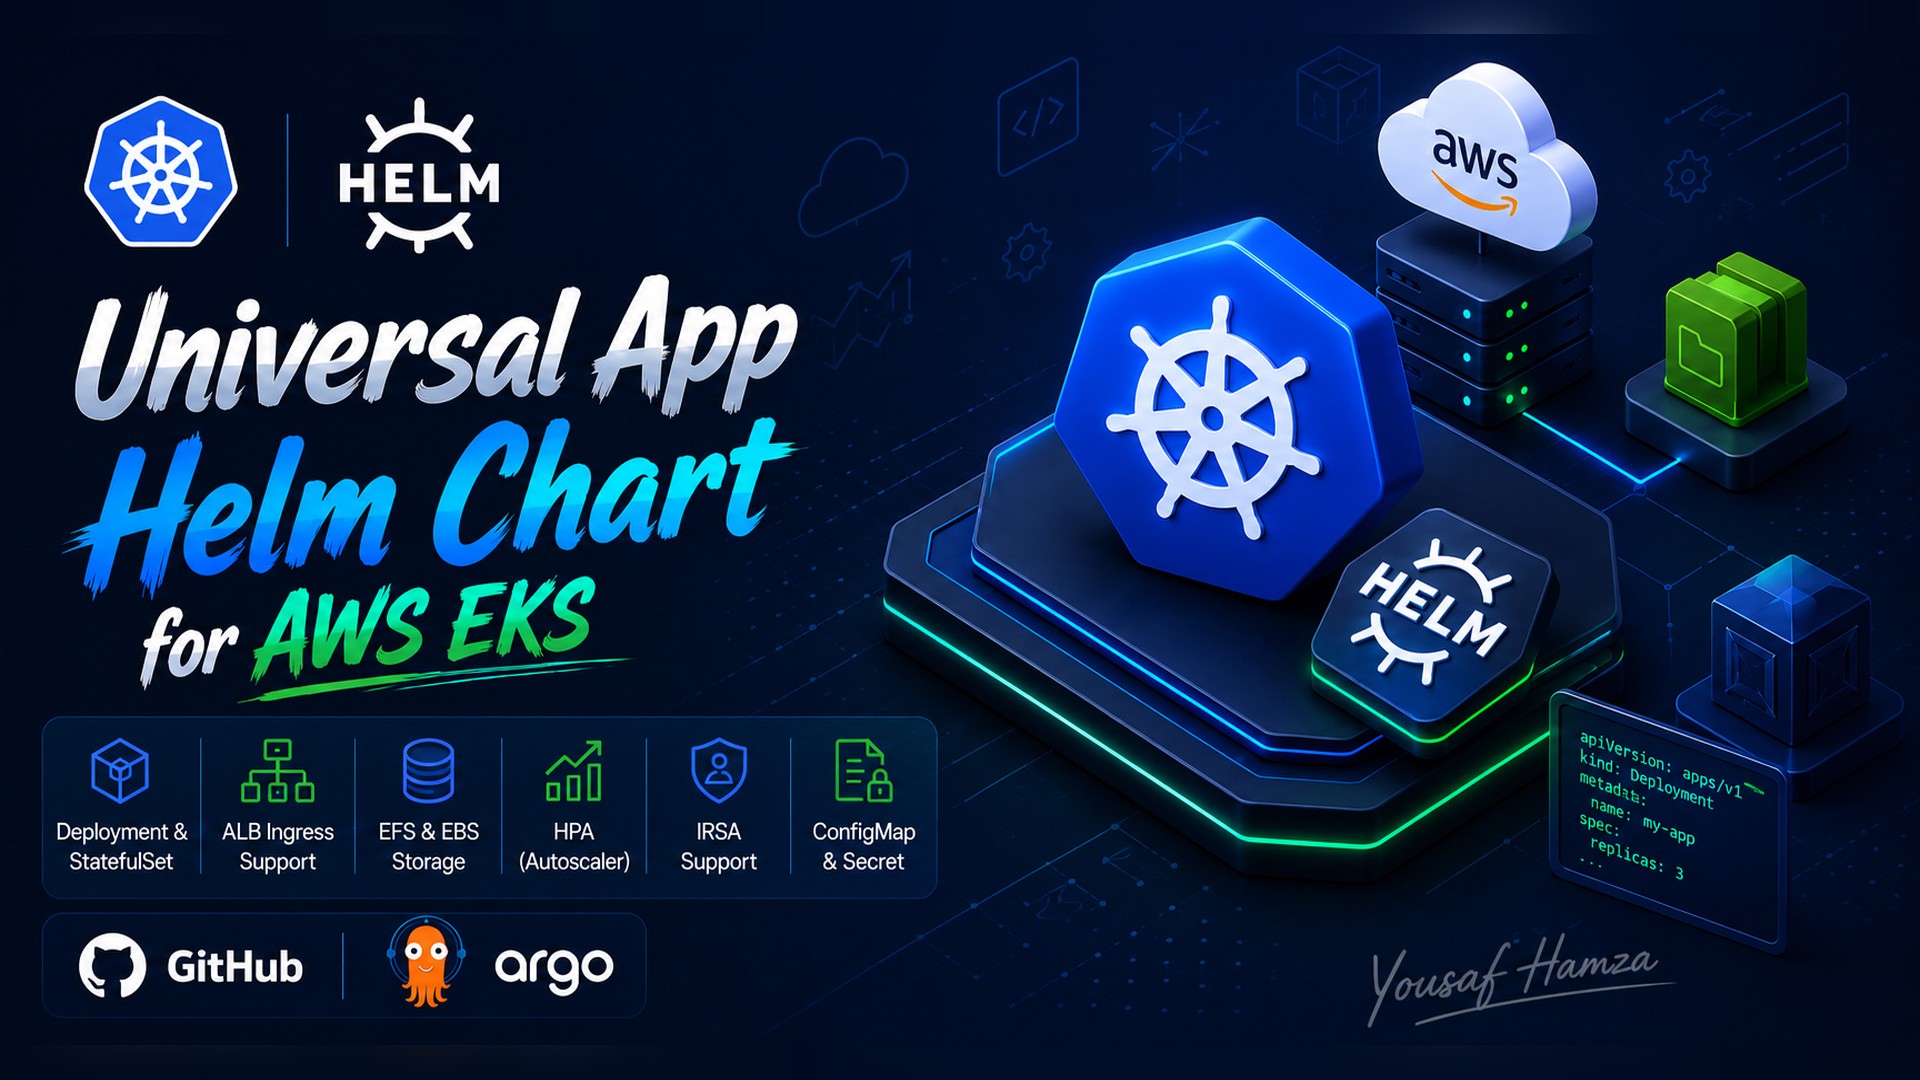 HELM
Universal App
Helm Chart
for AWS EKS
Deployment &
StatefulSet
ALB Ingress
Support
EFS & EBS
Storage
HPA
(Autoscaler)
IRSA
Support
ConfigMap
& Secret
GitHub
argo
aws
</>
HELM
apiVersion: apps/v1
kind: Deployment
metadata:
name: my-app
spec:
replicas: 3
...
Yousaf Hamza